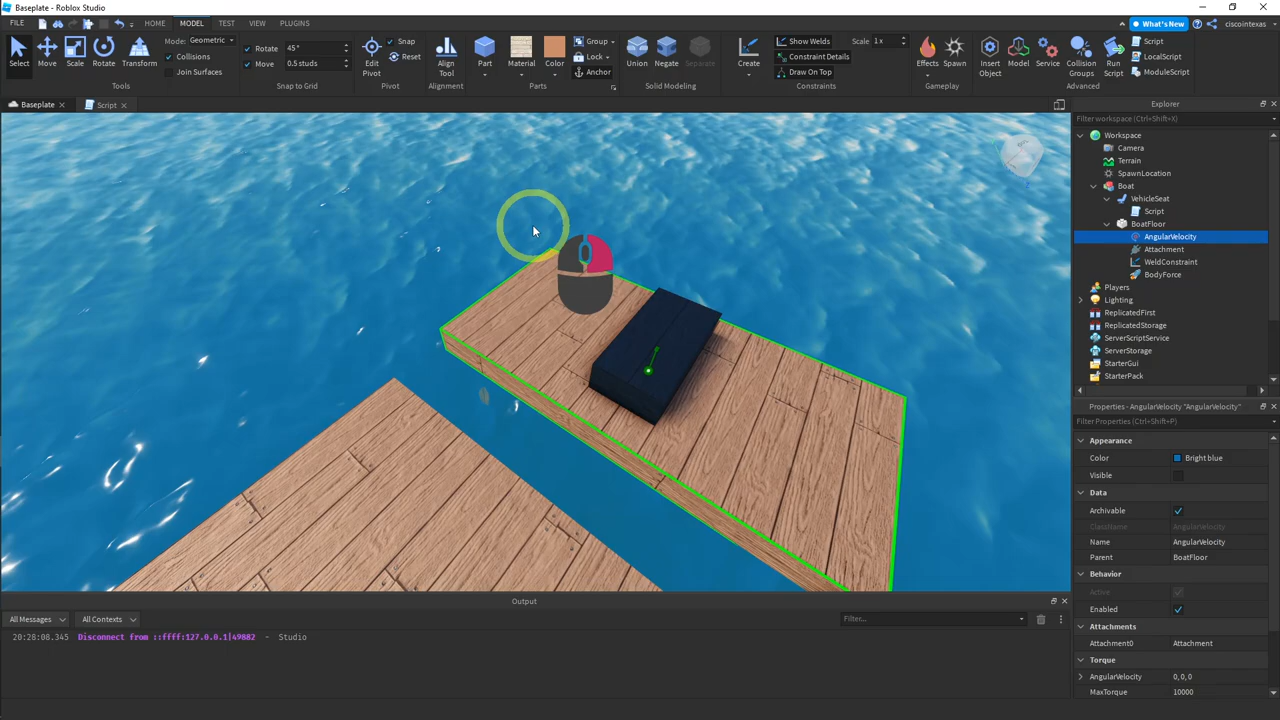 Baseplate - Roblox Studio
FILE HOME MODEL TEST VIEW PLUGINS What's New ciscointexas
Select Move Scale Rotate Transform
Mode: Geometric
Collisions
Join Surfaces
Tools
Rotate 45°
Move 0.5 studs
Snap to Grid
Edit Pivot
Snap
Reset
Pivot
Align Tool
Alignment
Part Material Color
Group
Lock
Anchor
Parts
Union Negate Separate
Solid Modeling
Create
Show Welds
Constraint Details
Draw On Top
Scale 1 x
Constraints
Effects Spawn
Gameplay
Insert Object Model Service Collision Groups Run Script
Script
LocalScript
ModuleScript
Advanced
Baseplate Script
Explorer
Filter workspace (Ctrl+Shift+X)
Workspace
Camera
Terrain
SpawnLocation
Boat
VehicleSeat
Script
BoatFloor
AngularVelocity
Attachment
WeldConstraint
BodyForce
Players
Lighting
ReplicatedFirst
ReplicatedStorage
ServerScriptService
ServerStorage
StarterGui
StarterPack
Properties - AngularVelocity "AngularVelocity"
Filter Properties (Ctrl+Shift+P)
Appearance
Color Bright blue
Visible
Data
Archivable
ClassName AngularVelocity
Name AngularVelocity
Parent BoatFloor
Behavior
Active
Enabled
Attachments
Attachment0 Attachment
Torque
AngularVelocity 0, 0, 0
MaxTorque 10000
Output
All Messages All Contexts Filter...
20:28:08.345 Disconnect from ::ffff:127.0.0.1|49882 - Studio